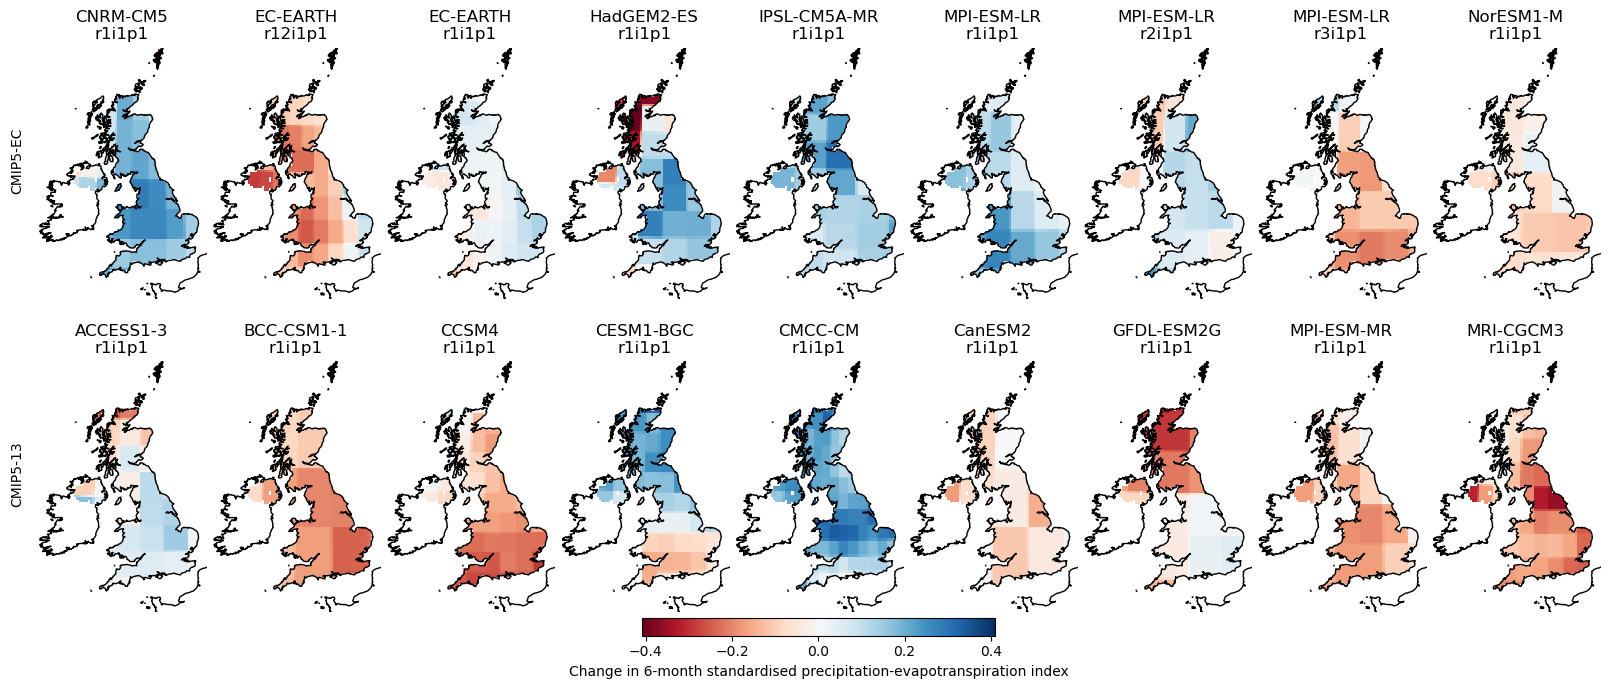 CNRM-CM5 EC-EARTH EC-EARTH HadGEM2-ES IPSL-CM5A-MR MPI-ESM-LR MPI-ESM-LR MPI-ESM-LR NorESM1-M
r1i1p1 r12i1p1 r1i1p1 r1i1p1 r1i1p1 r1i1p1 r2i1p1 r3i1p1 r1i1p1
CMIP5-EC
ACCESS1-3 BCC-CSM1-1 CCSM4 CESM1-BGC CMCC-CM CanESM2 GFDL-ESM2G MPI-ESM-MR MRI-CGCM3
r1i1p1 r1i1p1 r1i1p1 r1i1p1 r1i1p1 r1i1p1 r1i1p1 r1i1p1 r1i1p1
CMIP5-13
−0.4 −0.2 0.0 0.2 0.4
Change in 6-month standardised precipitation-evapotranspiration index